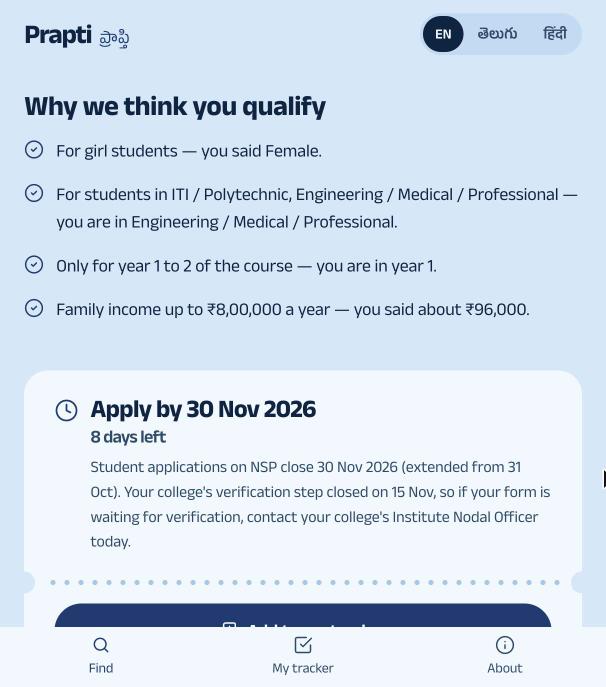 Prapti ప్రాప్తి
EN తెలుగు हिंदी
Why we think you qualify
For girl students — you said Female.
For students in ITI / Polytechnic, Engineering / Medical / Professional —
you are in Engineering / Medical / Professional.
Only for year 1 to 2 of the course — you are in year 1.
Family income up to ₹8,00,000 a year — you said about ₹96,000.
Apply by 30 Nov 2026
8 days left
Student applications on NSP close 30 Nov 2026 (extended from 31
Oct). Your college's verification step closed on 15 Nov, so if your form is
waiting for verification, contact your college's Institute Nodal Officer
today.
Find My tracker About